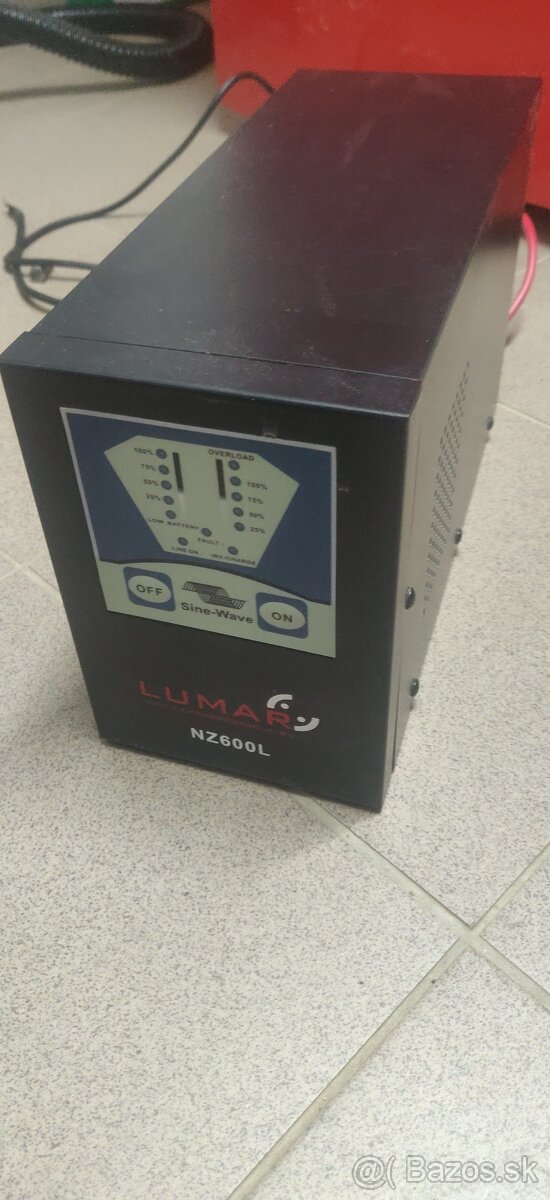 100%
75%
50%
25%
LOW BATTERY
OVERLOAD
100%
75%
50%
25%
FAULT
LINE ON
INV./CHARGE
OFF
Sine-Wave
ON
LUMAR
NZ600L
@( Bazos.sk